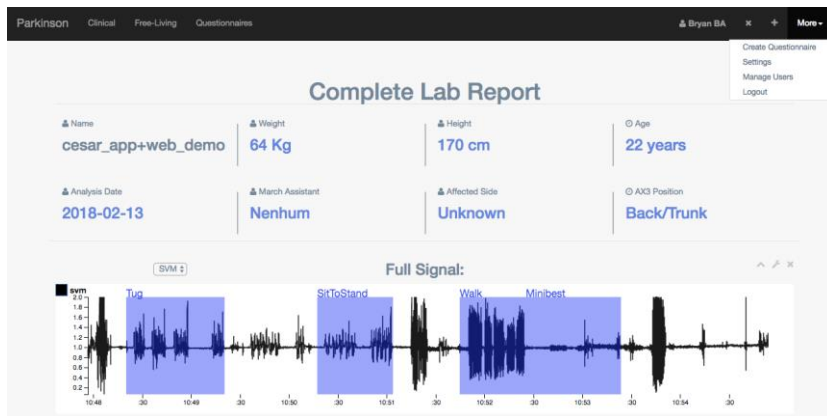 Parkinson Clinical Free-Living Questionnaires Bryan BA × + More
Create Questionnaire
Settings
Manage Users
Logout
Complete Lab Report
Name Weight Height Age
cesar_app+web_demo 64 Kg 170 cm 22 years
Analysis Date March Assistant Affected Side AX3 Position
2018-02-13 Nenhum Unknown Back/Trunk
SVM Full Signal:
svm Tug SitToStand Walk Minibest
2.0
1.8
1.6
1.4
1.2
1.0
0.8
0.6
0.4
0.2
10:48 :30 10:49 :30 10:50 :30 10:51 :30 10:52 :30 10:53 :30 10:54 :30